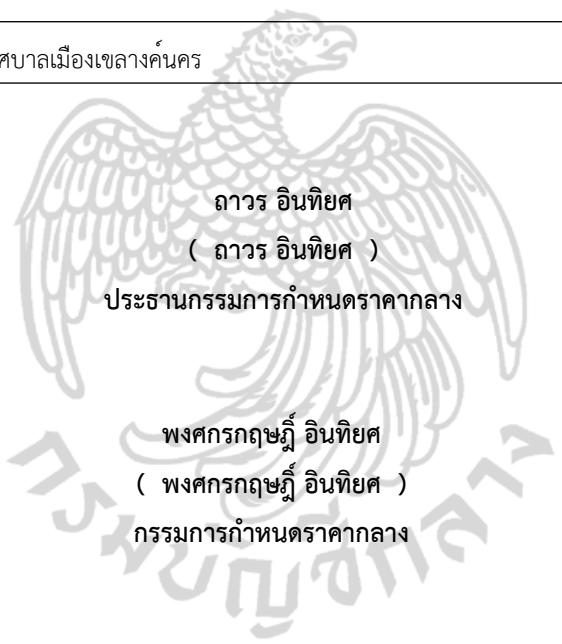 ศบาลเมืองเขลางค์นคร
ถาวร อินทิยศ
( ถาวร อินทิยศ )
ประธานกรรมการกำหนดราคากลาง
พงศกรกฤษฎิ์ อินทิยศ
( พงศกรกฤษฎิ์ อินทิยศ )
กรรมการกำหนดราคากลาง
กรมบัญชีกลาง